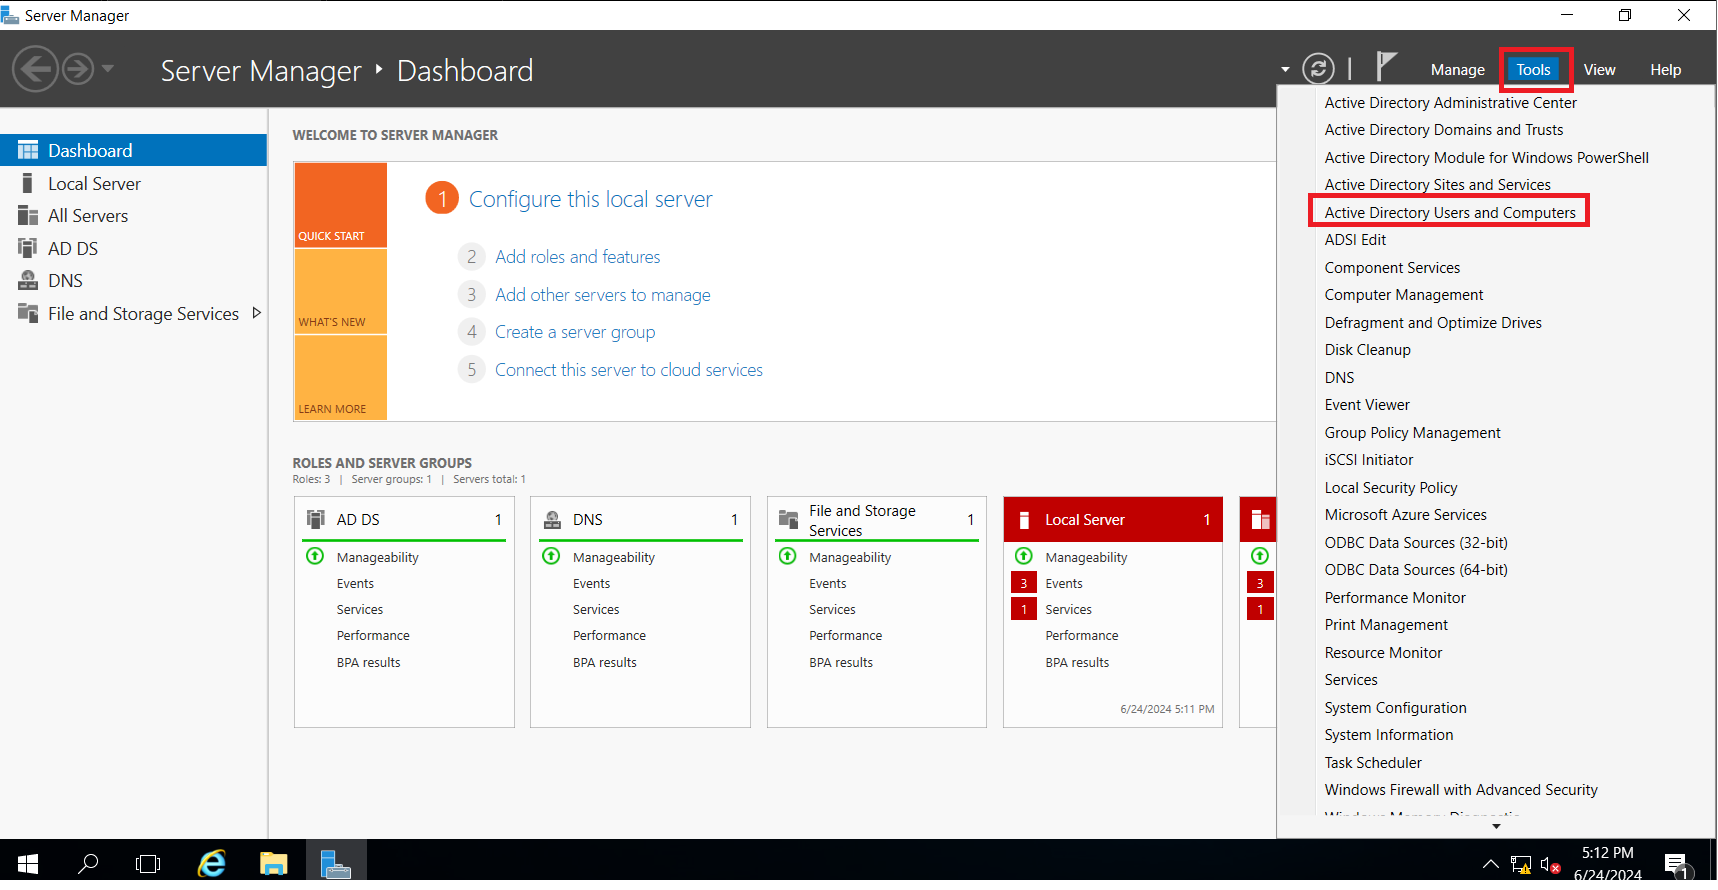 Server Manager
Server Manager
Dashboard
Manage
Tools
View
Help
Dashboard
Local Server
All Servers
AD DS
DNS
File and Storage Services
WELCOME TO SERVER MANAGER
QUICK START
WHAT'S NEW
LEARN MORE
1 Configure this local server
2 Add roles and features
3 Add other servers to manage
4 Create a server group
5 Connect this server to cloud services
ROLES AND SERVER GROUPS
Roles: 3 | Server groups: 1 | Servers total: 1
AD DS 1
Manageability
Events
Services
Performance
BPA results
DNS 1
Manageability
Events
Services
Performance
BPA results
File and Storage
Services 1
Manageability
Events
Services
Performance
BPA results
Local Server 1
Manageability
3 Events
1 Services
Performance
BPA results
6/24/2024 5:11 PM
3
1
Active Directory Administrative Center
Active Directory Domains and Trusts
Active Directory Module for Windows PowerShell
Active Directory Sites and Services
Active Directory Users and Computers
ADSI Edit
Component Services
Computer Management
Defragment and Optimize Drives
Disk Cleanup
DNS
Event Viewer
Group Policy Management
iSCSI Initiator
Local Security Policy
Microsoft Azure Services
ODBC Data Sources (32-bit)
ODBC Data Sources (64-bit)
Performance Monitor
Print Management
Resource Monitor
Services
System Configuration
System Information
Task Scheduler
Windows Firewall with Advanced Security
5:12 PM
6/24/2024
1